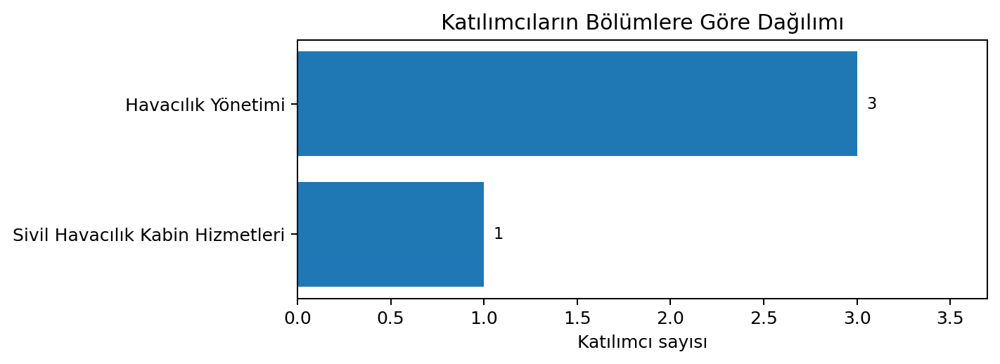 Katılımcıların Bölümlere Göre Dağılımı
Havacılık Yönetimi
3
Sivil Havacılık Kabin Hizmetleri
1
0.0 0.5 1.0 1.5 2.0 2.5 3.0 3.5
Katılımcı sayısı